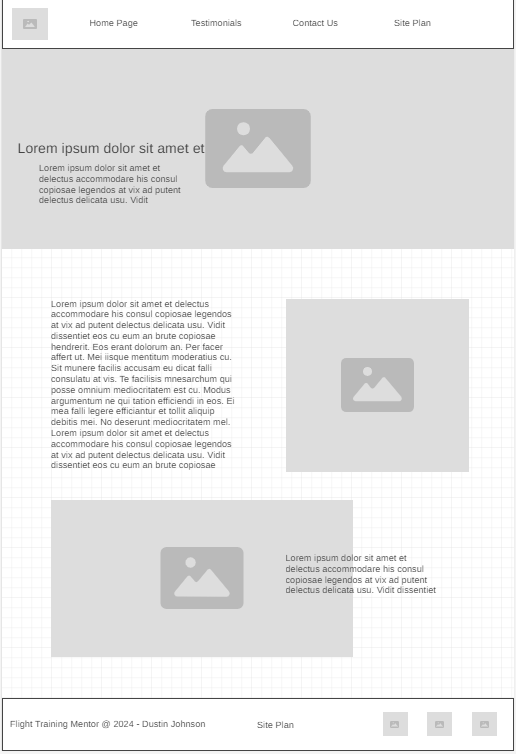 Home Page
Testimonials
Contact Us
Site Plan
Lorem ipsum dolor sit amet et
Lorem ipsum dolor sit amet et
delectus accommodare his consul
copiosae legendos at vix ad putent
delectus delicata usu. Vidit
Lorem ipsum dolor sit amet et delectus
accommodare his consul copiosae legendos
at vix ad putent delectus delicata usu. Vidit
dissentiet eos cu eum an brute copiosae
hendrerit. Eos erant dolorum an. Per facer
affert ut. Mei iisque mentitum moderatius cu.
Sit munere facilis accusam eu dicat falli
consulatu at vis. Te facilisis mnesarchum qui
posse omnium mediocritatem est cu. Modus
argumentum ne qui tation efficiendi in eos. Ei
mea falli legere efficiantur et tollit aliquip
debitis mei. No deserunt mediocritatem mel.
Lorem ipsum dolor sit amet et delectus
accommodare his consul copiosae legendos
at vix ad putent delectus delicata usu. Vidit
dissentiet eos cu eum an brute copiosae
Lorem ipsum dolor sit amet et
delectus accommodare his consul
copiosae legendos at vix ad putent
delectus delicata usu. Vidit dissentiet
Flight Training Mentor @ 2024 - Dustin Johnson
Site Plan